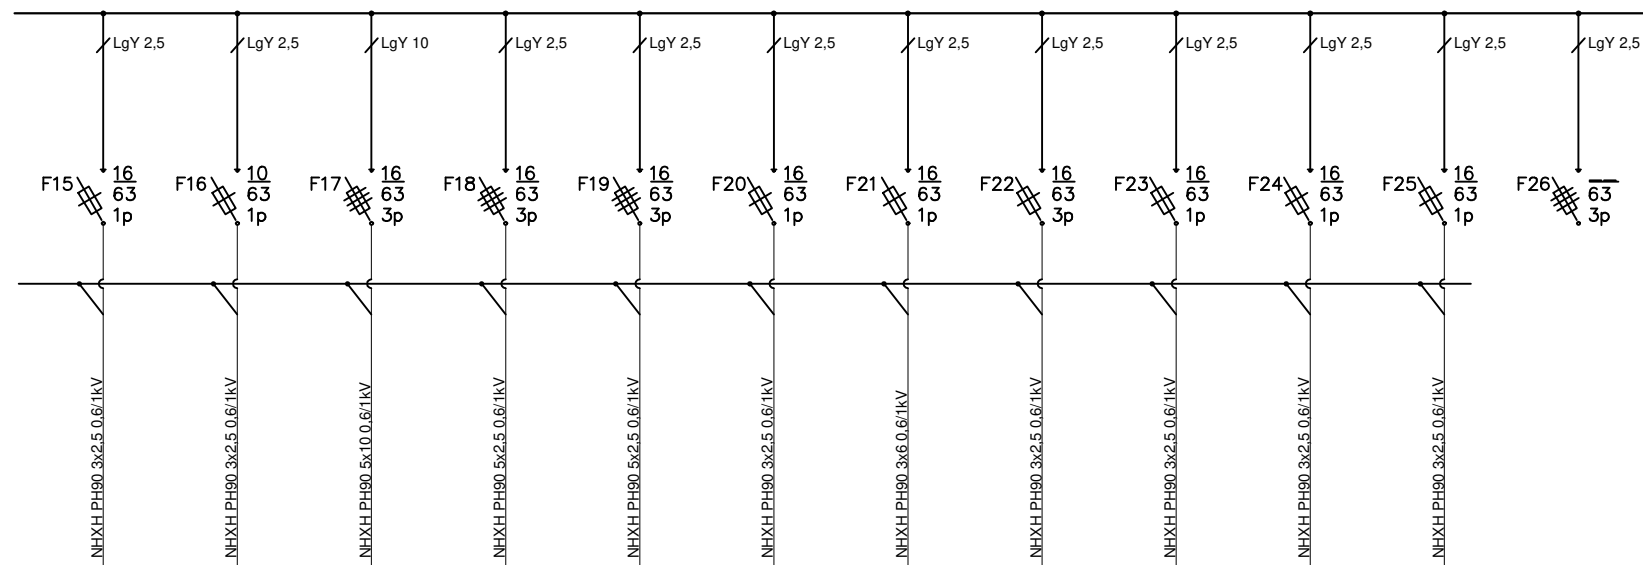 LgY 2,5
LgY 2,5
LgY 10
LgY 2,5
LgY 2,5
LgY 2,5
LgY 2,5
LgY 2,5
LgY 2,5
LgY 2,5
LgY 2,5
LgY 2,5
F15
16
63
1p
F16
10
63
1p
F17
16
63
3p
F18
16
63
3p
F19
16
63
3p
F20
16
63
1p
F21
16
63
1p
F22
16
63
3p
F23
16
63
1p
F24
16
63
1p
F25
16
63
1p
F26
—
63
3p
NHXH PH90 3x2,5 0,6/1kV
NHXH PH90 3x2,5 0,6/1kV
NHXH PH90 5x10 0,6/1kV
NHXH PH90 5x2,5 0,6/1kV
NHXH PH90 5x2,5 0,6/1kV
NHXH PH90 3x2,5 0,6/1kV
NHXH PH90 3x6 0,6/1kV
NHXH PH90 3x2,5 0,6/1kV
NHXH PH90 3x2,5 0,6/1kV
NHXH PH90 3x2,5 0,6/1kV
NHXH PH90 3x2,5 0,6/1kV